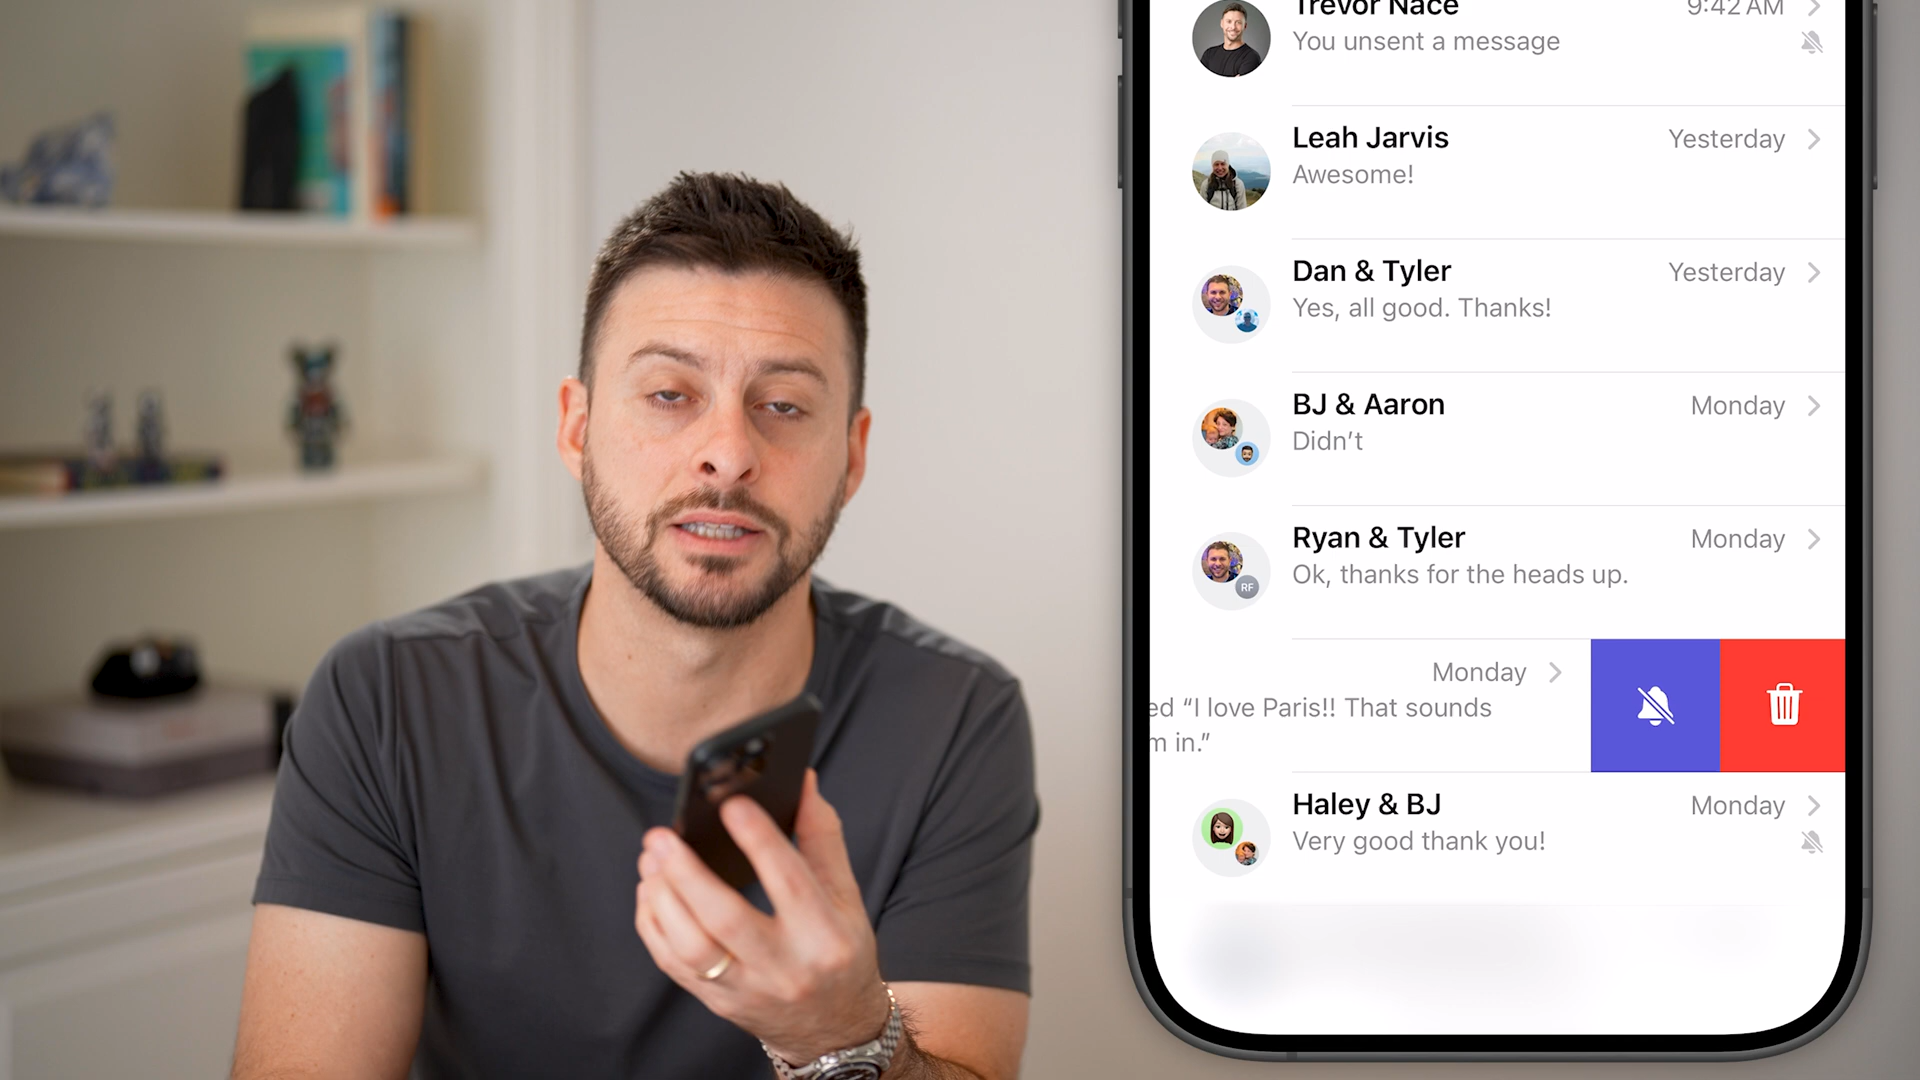 Trevor Nace
9:42 AM
You unsent a message
Leah Jarvis
Yesterday
Awesome!
Dan & Tyler
Yesterday
Yes, all good. Thanks!
BJ & Aaron
Monday
Didn’t
Ryan & Tyler
Monday
RF
Ok, thanks for the heads up.
Monday
ed “I love Paris!! That sounds
m in.”
Haley & BJ
Monday
Very good thank you!